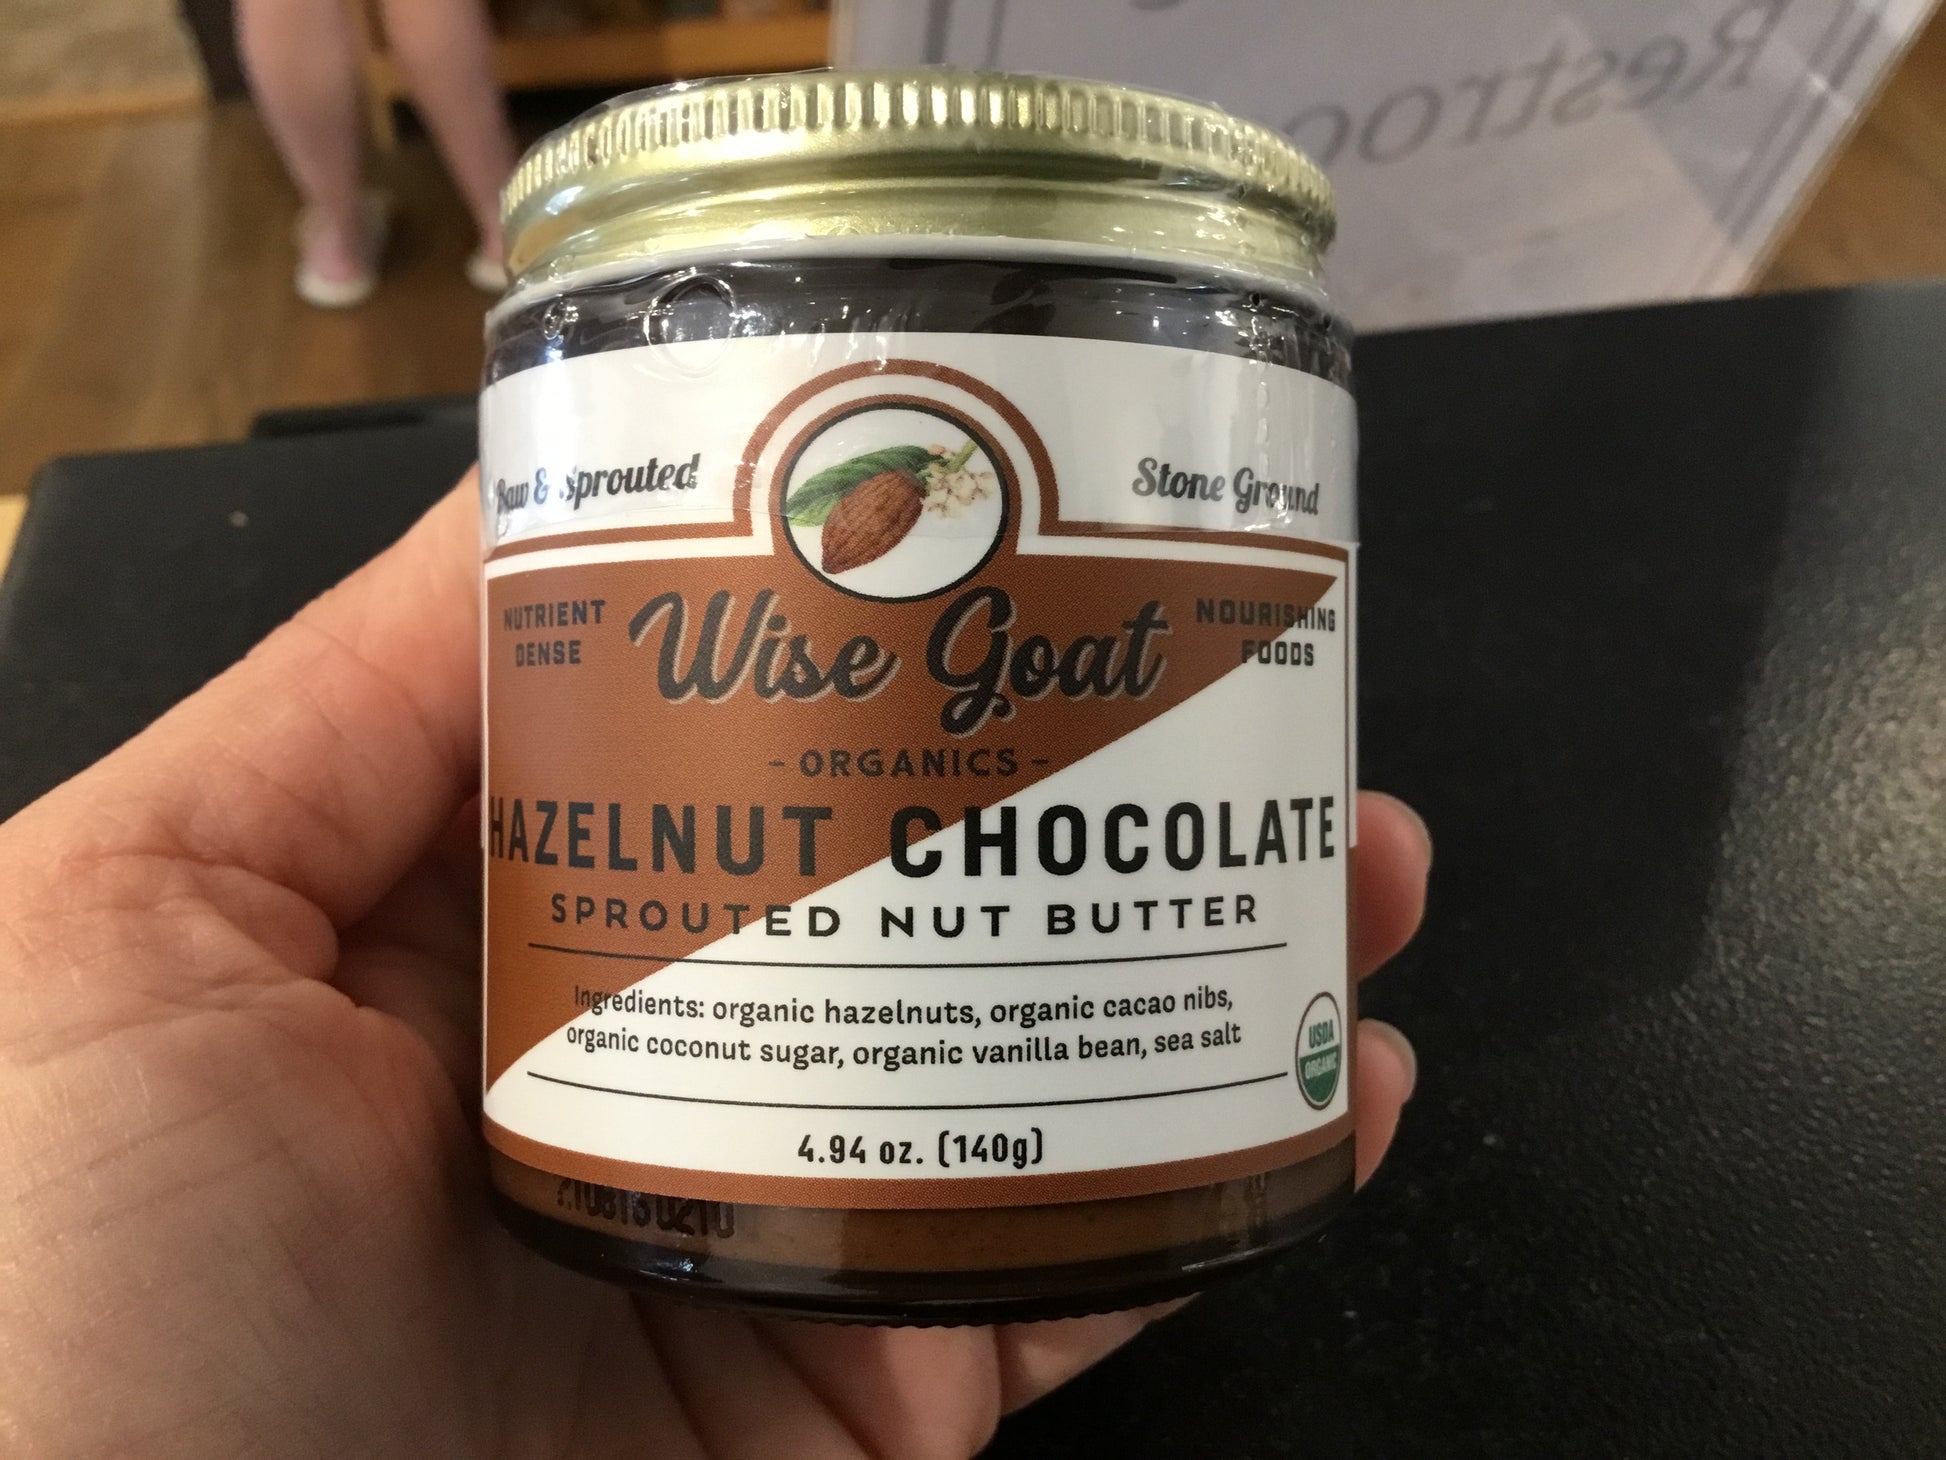 Restroo
Raw & Sprouted
Stone Ground
NUTRIENT
DENSE
Wise Goat
NOURISHING
FOODS
- ORGANICS -
HAZELNUT CHOCOLATE
SPROUTED NUT BUTTER
Ingredients: organic hazelnuts, organic cacao nibs,
organic coconut sugar, organic vanilla bean, sea salt
USDA
ORGANIC
4.94 oz. (140g)